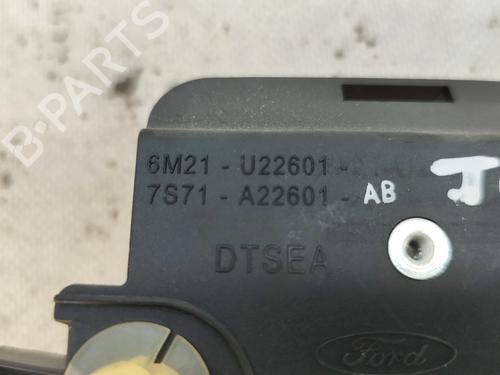 B-PARTS
6M21 - U22601 -
7S71 - A22601 - AB
DTSEA
Ford